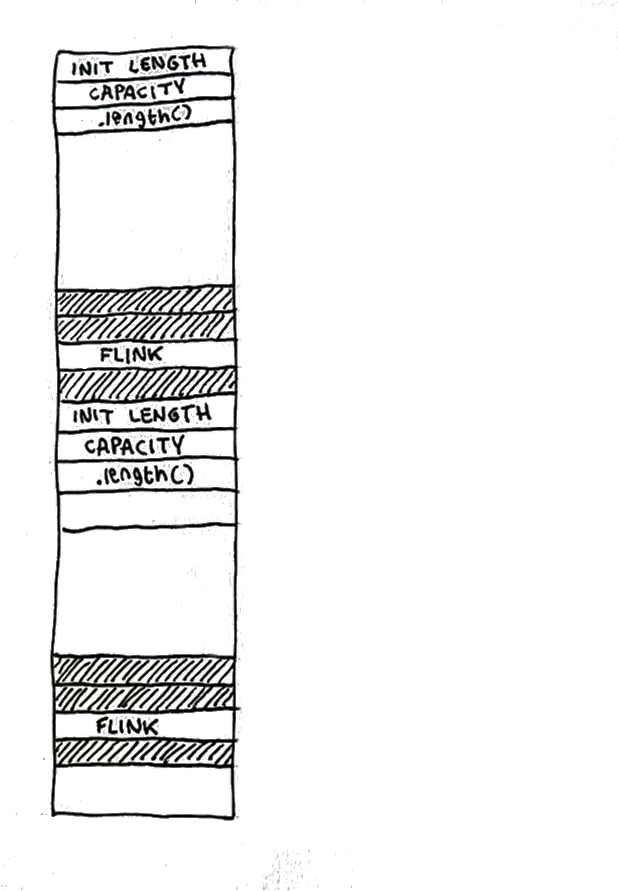 INIT LENGTH
CAPACITY
.length()
FLINK
INIT LENGTH
CAPACITY
.length()
FLINK